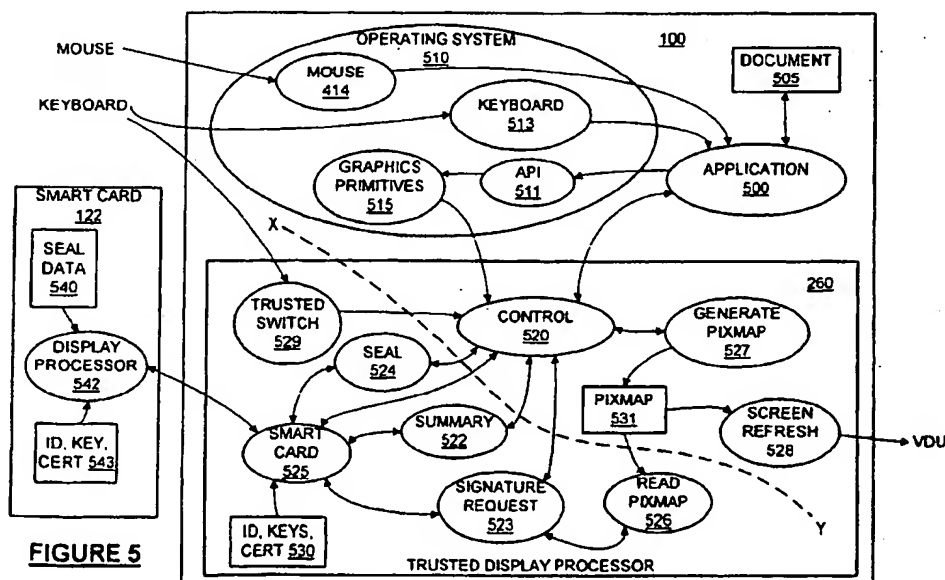 MOUSE
KEYBOARD
OPERATING SYSTEM
510
MOUSE
414
KEYBOARD
513
API
511
GRAPHICS
PRIMITIVES
515
100
DOCUMENT
505
APPLICATION
500
X
SMART CARD
122
SEAL
DATA
540
DISPLAY
PROCESSOR
542
ID, KEY,
CERT 543
260
TRUSTED
SWITCH
529
CONTROL
520
GENERATE
PIXMAP
527
SEAL
524
SUMMARY
522
PIXMAP
531
SCREEN
REFRESH
528
VDU
SMART
CARD
525
SIGNATURE
REQUEST
523
READ
PIXMAP
526
Y
ID, KEYS,
CERT 530
TRUSTED DISPLAY PROCESSOR
FIGURE 5